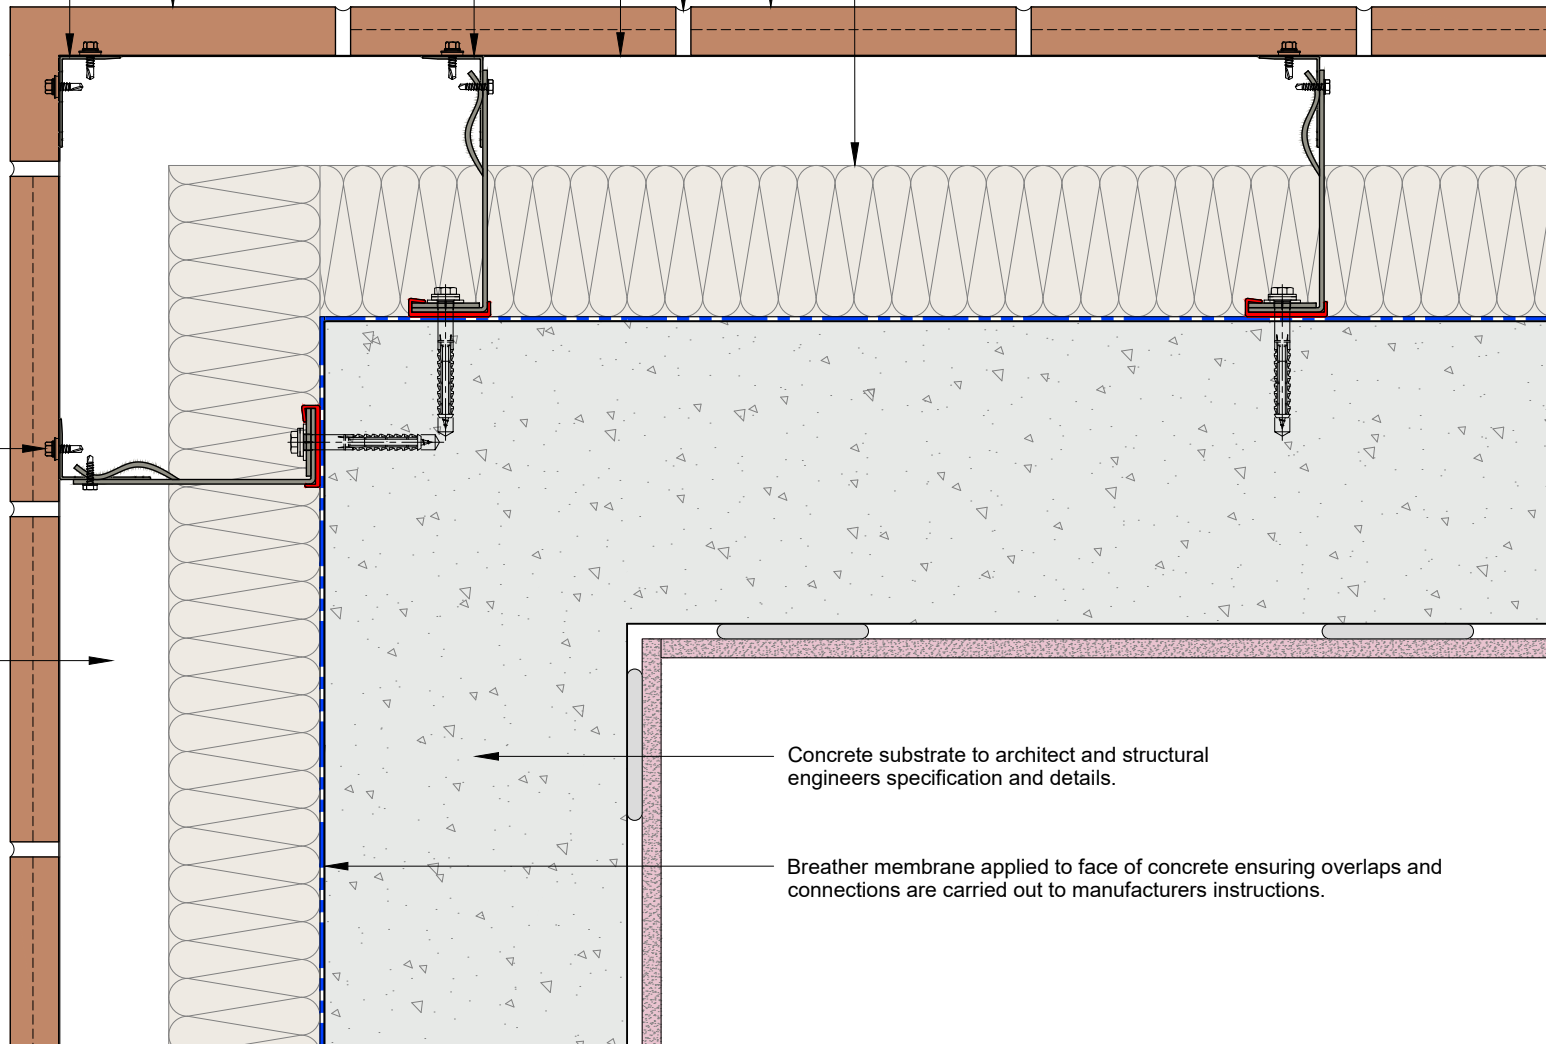 Concrete substrate to architect and structural
engineers specification and details.
Breather membrane applied to face of concrete ensuring overlaps and
connections are carried out to manufacturers instructions.